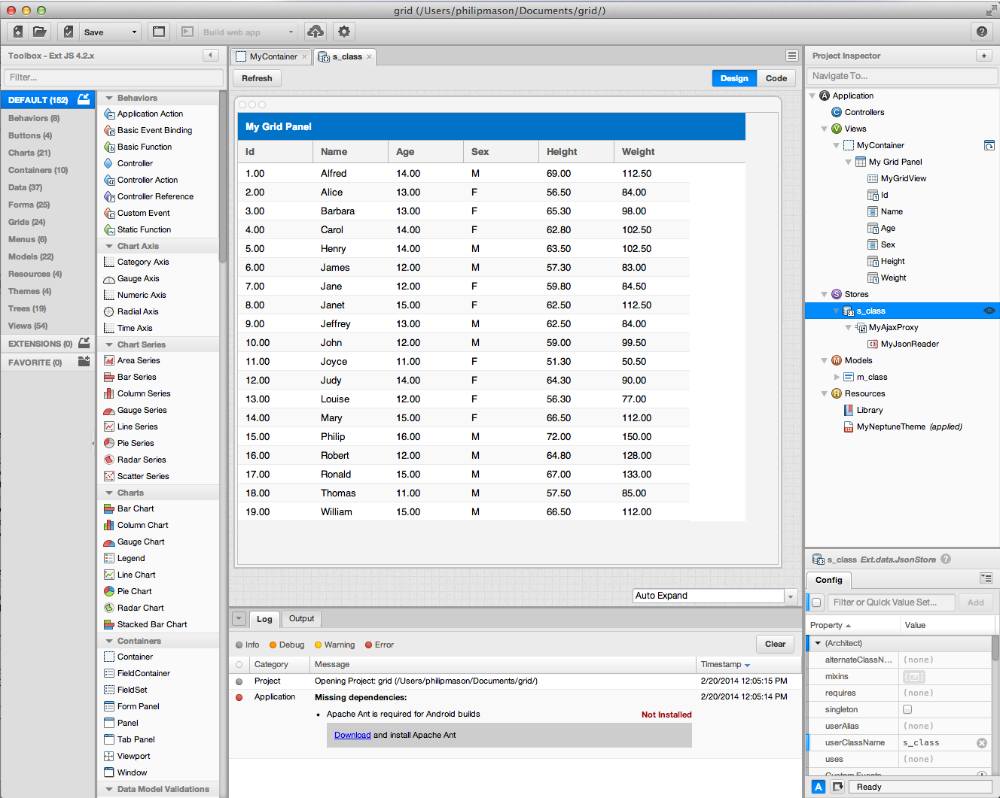 grid (/Users/philipmason/Documents/grid/)
Save
Build web app
Toolbox - Ext JS 4.2.x
Filter...
DEFAULT (152)
Behaviors (8)
Buttons (4)
Charts (21)
Containers (10)
Data (37)
Forms (25)
Grids (24)
Menus (6)
Models (22)
Resources (4)
Themes (4)
Trees (19)
Views (54)
EXTENSIONS (0)
FAVORITE (0)
Behaviors
Application Action
Basic Event Binding
Basic Function
Controller
Controller Action
Controller Reference
Custom Event
Static Function
Chart Axis
Category Axis
Gauge Axis
Numeric Axis
Radial Axis
Time Axis
Chart Series
Area Series
Bar Series
Column Series
Gauge Series
Line Series
Pie Series
Radar Series
Scatter Series
Charts
Bar Chart
Column Chart
Gauge Chart
Legend
Line Chart
Pie Chart
Radar Chart
Stacked Bar Chart
Containers
Container
FieldContainer
FieldSet
Form Panel
Panel
Tab Panel
Viewport
Window
Data Model Validations
MyContainer
s_class
Refresh
Design Code
My Grid Panel
Id Name Age Sex Height Weight
1.00 Alfred 14.00 M 69.00 112.50
2.00 Alice 13.00 F 56.50 84.00
3.00 Barbara 13.00 F 65.30 98.00
4.00 Carol 14.00 F 62.80 102.50
5.00 Henry 14.00 M 63.50 102.50
6.00 James 12.00 M 57.30 83.00
7.00 Jane 12.00 F 59.80 84.50
8.00 Janet 15.00 F 62.50 112.50
9.00 Jeffrey 13.00 M 62.50 84.00
10.00 John 12.00 M 59.00 99.50
11.00 Joyce 11.00 F 51.30 50.50
12.00 Judy 14.00 F 64.30 90.00
13.00 Louise 12.00 F 56.30 77.00
14.00 Mary 15.00 F 66.50 112.00
15.00 Philip 16.00 M 72.00 150.00
16.00 Robert 12.00 M 64.80 128.00
17.00 Ronald 15.00 M 67.00 133.00
18.00 Thomas 11.00 M 57.50 85.00
19.00 William 15.00 M 66.50 112.00
Auto Expand
Log Output
Info Debug Warning Error Clear
Category Message Timestamp
Project Opening Project: grid (/Users/philipmason/Documents/grid/) 2/20/2014 12:05:15 PM
Application Missing dependencies: 2/20/2014 12:05:14 PM
• Apache Ant is required for Android builds Not Installed
Download and install Apache Ant
Project Inspector
Navigate To...
Application
Controllers
Views
MyContainer
My Grid Panel
MyGridView
Id
Name
Age
Sex
Height
Weight
Stores
s_class
MyAjaxProxy
MyJsonReader
Models
m_class
Resources
Library
MyNeptuneTheme (applied)
s_class Ext.data.JsonStore
Config
Filter or Quick Value Set... Add
Property Value
(Architect)
alternateClassN... (none)
mixins
requires (none)
singleton
userAlias (none)
userClassName s_class
uses (none)
Custom Events
Ready